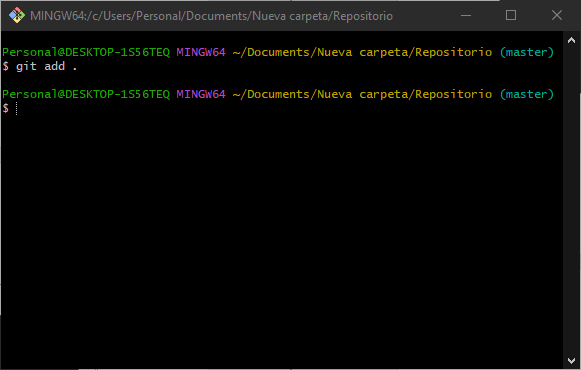 MINGW64:/c/Users/Personal/Documents/Nueva carpeta/Repositorio
Personal@DESKTOP-1S56TEQ MINGW64 ~/Documents/Nueva carpeta/Repositorio (master)
$ git add .
Personal@DESKTOP-1S56TEQ MINGW64 ~/Documents/Nueva carpeta/Repositorio (master)
$